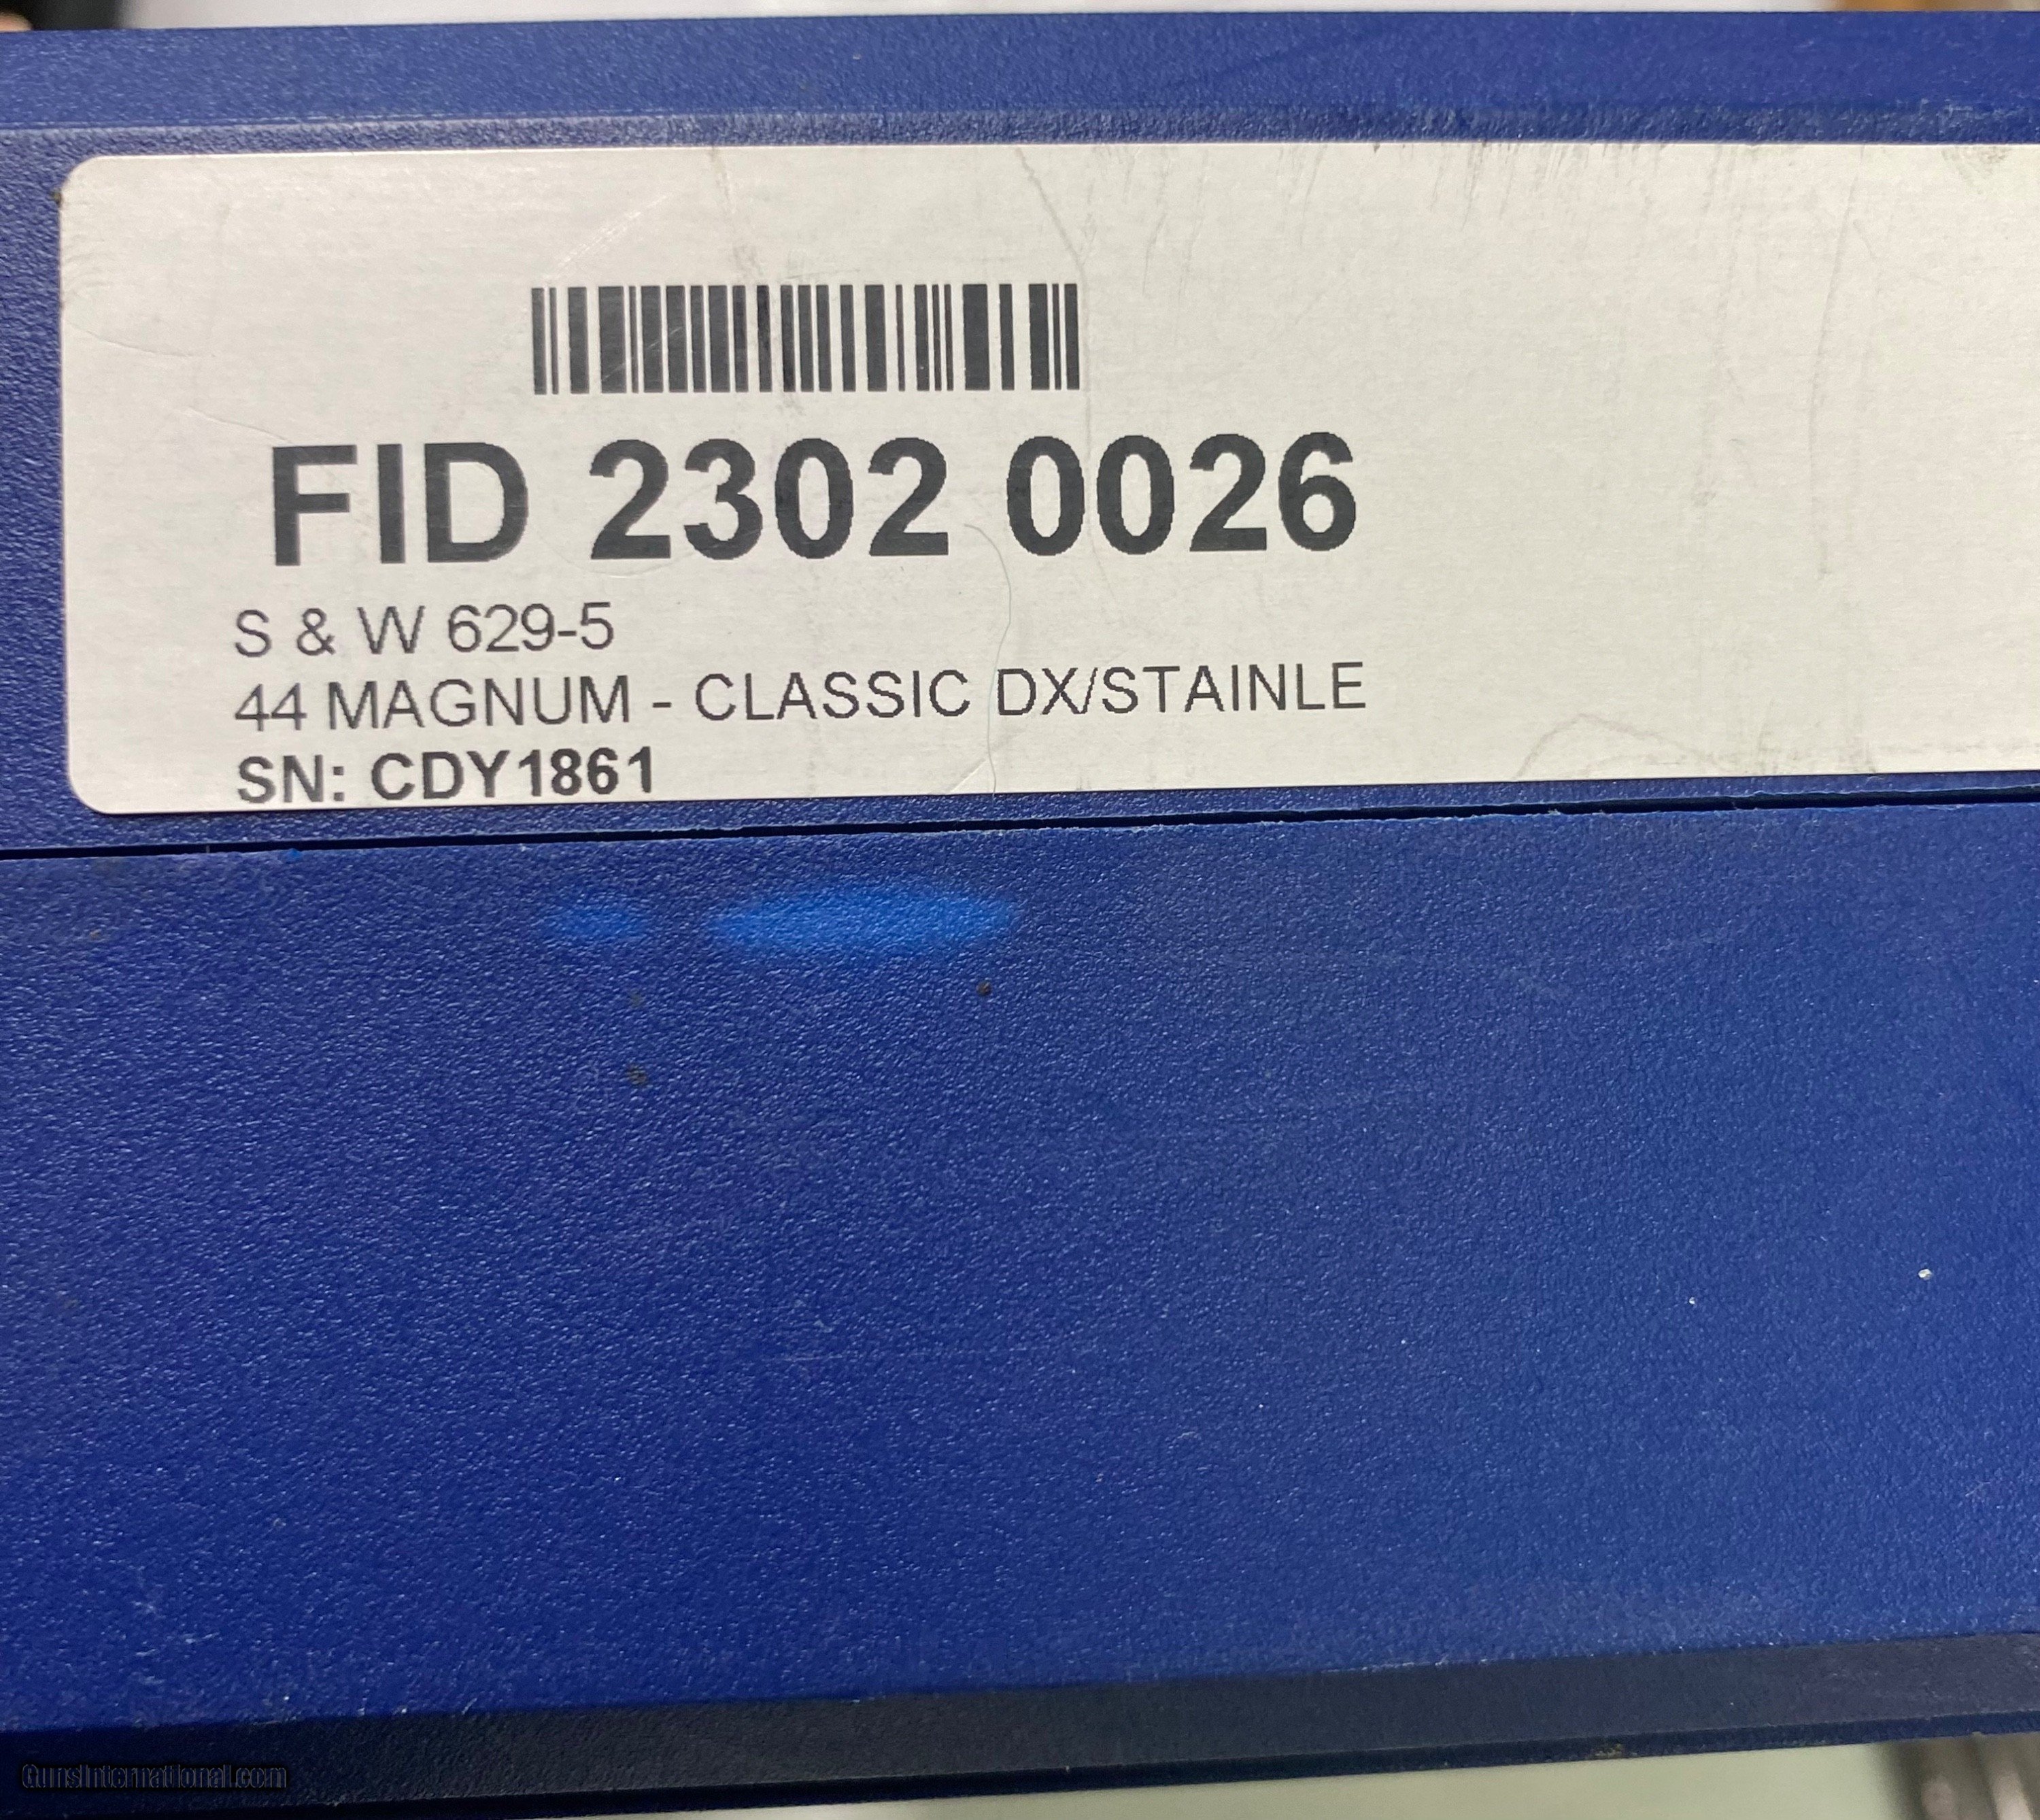 FID 2302 0026
S & W 629-5
44 MAGNUM - CLASSIC DX/STAINLE
SN: CDY1861
GunsInternational.com